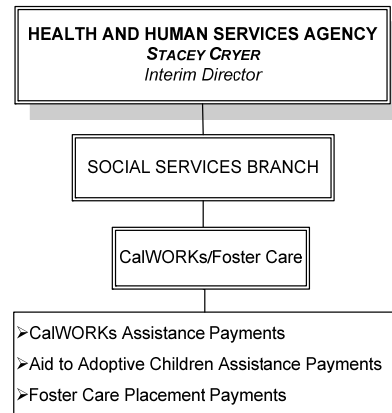 HEALTH AND HUMAN SERVICES AGENCY
STACEY CRYER
Interim Director
SOCIAL SERVICES BRANCH
CalWORKs/Foster Care
➢CalWORKs Assistance Payments
➢Aid to Adoptive Children Assistance Payments
➢Foster Care Placement Payments